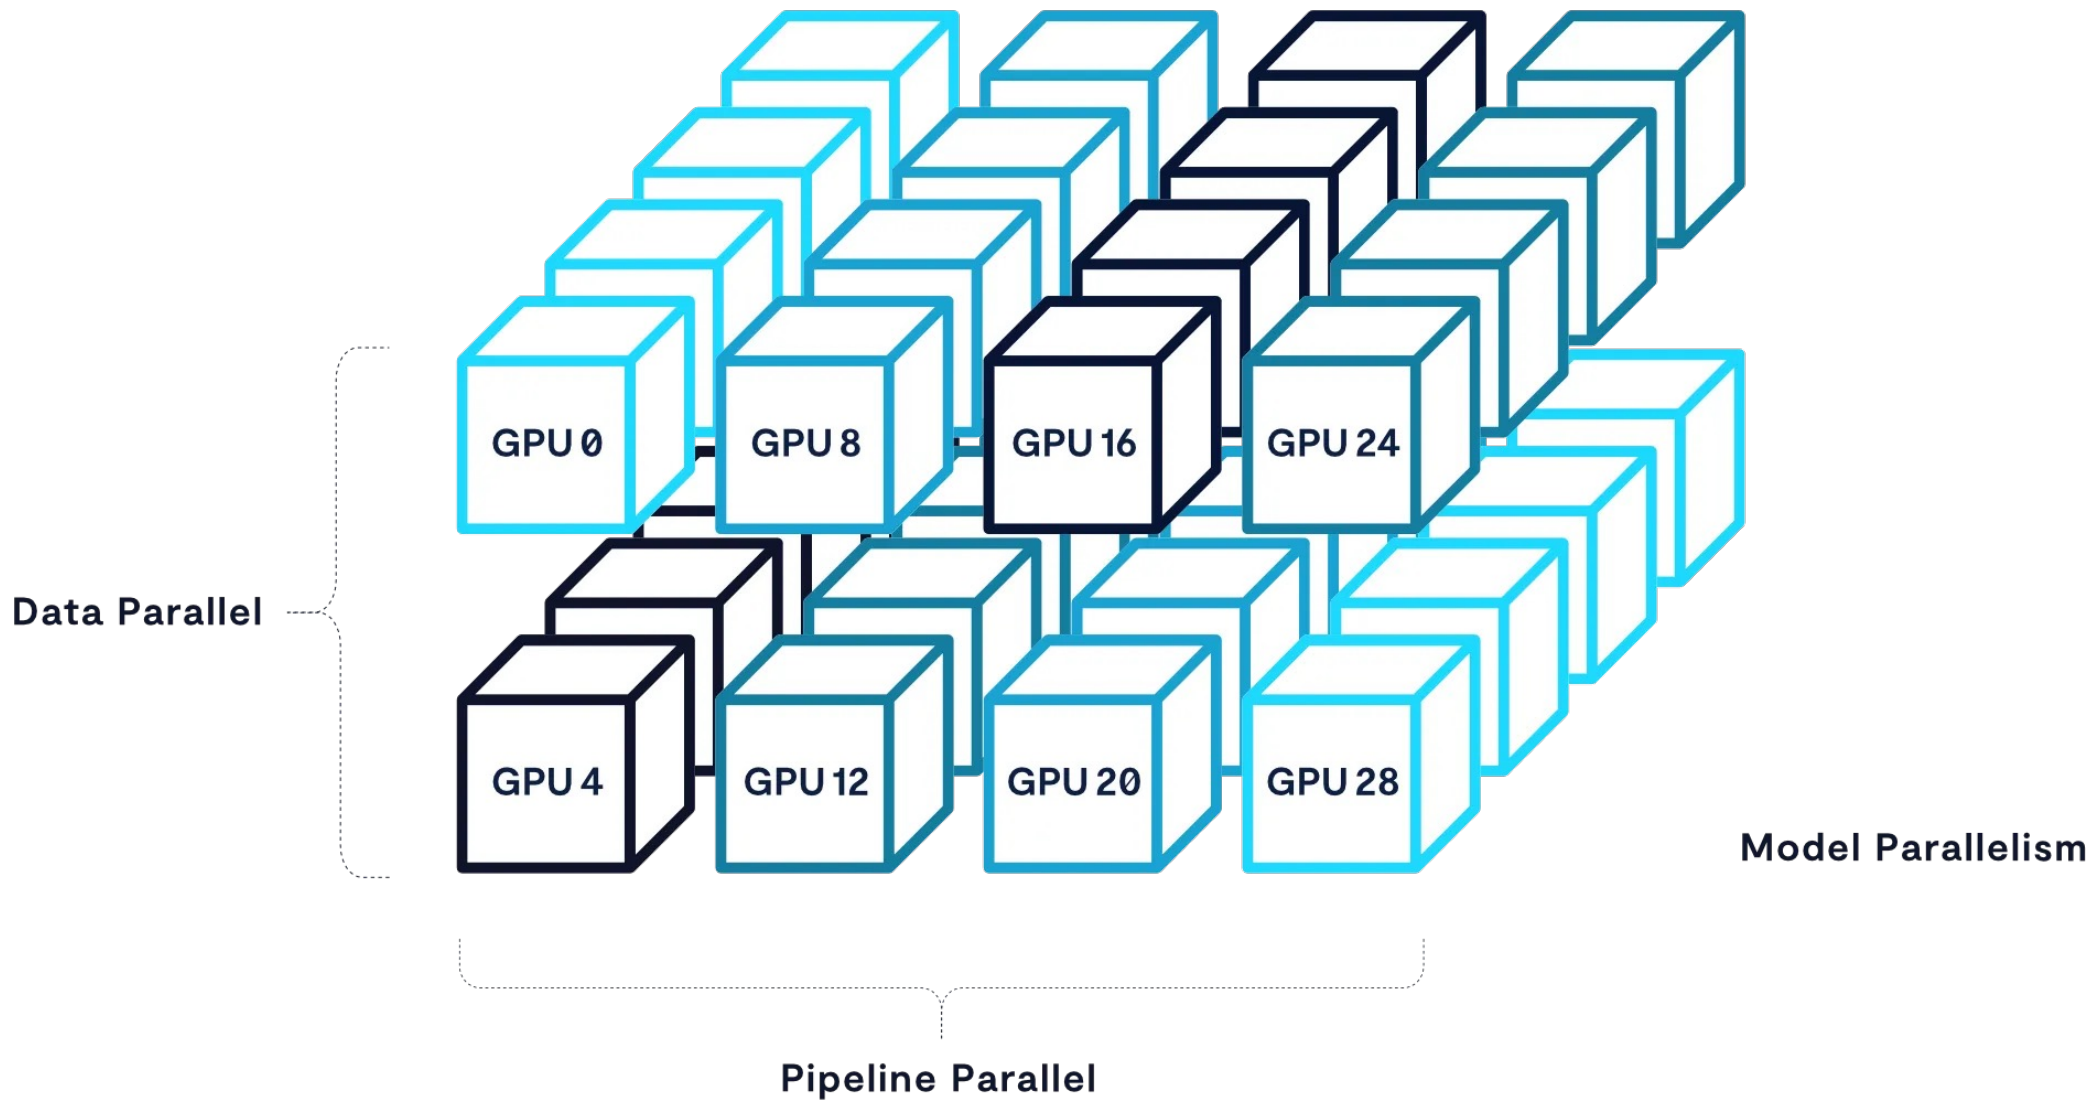 GPU 0
GPU 8
GPU 16
GPU 24
Data Parallel
GPU 4
GPU 12
GPU 20
GPU 28
Model Parallelism
Pipeline Parallel